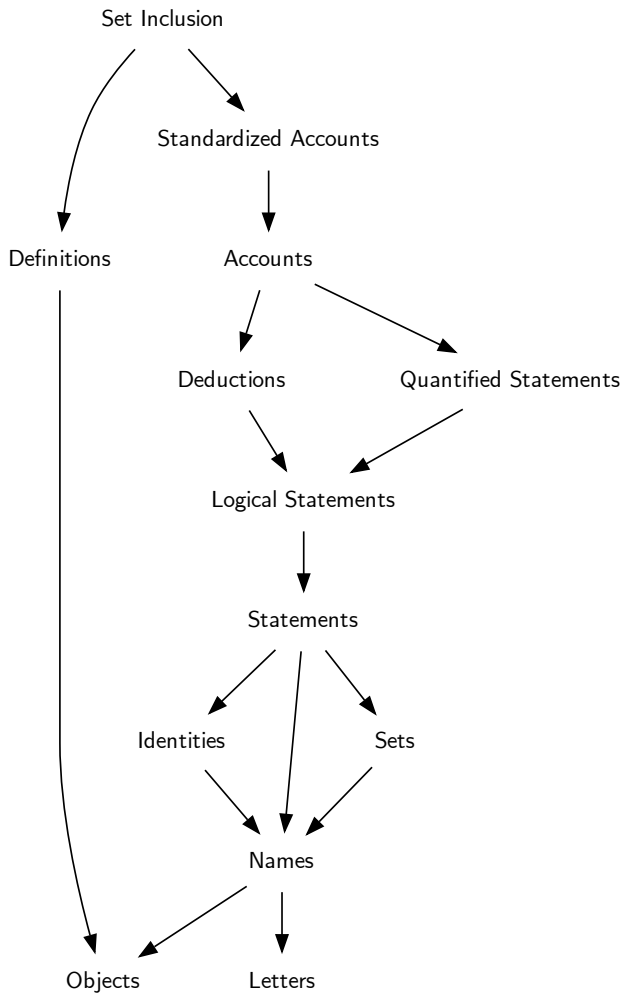 Set Inclusion
Standardized Accounts
Definitions
Accounts
Deductions
Quantified Statements
Logical Statements
Statements
Identities
Sets
Names
Objects
Letters